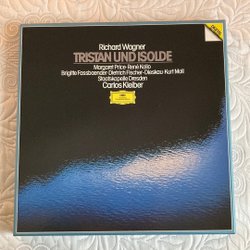 Richard Wagner
TRISTAN UND ISOLDE
Margaret Price · René Kollo
Brigitte Fassbaender · Dietrich Fischer-Dieskau · Kurt Moll
Staatskapelle Dresden
Carlos Kleiber